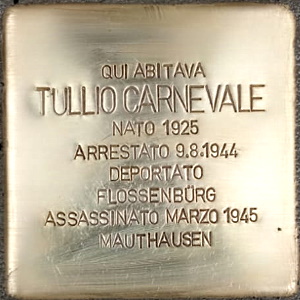 QUI ABITAVA
TULLIO CARNEVALE
NATO 1925
ARRESTATO 9.8.1944
DEPORTATO
FLOSSENBÜRG
ASSASSINATO MARZO 1945
MAUTHAUSEN